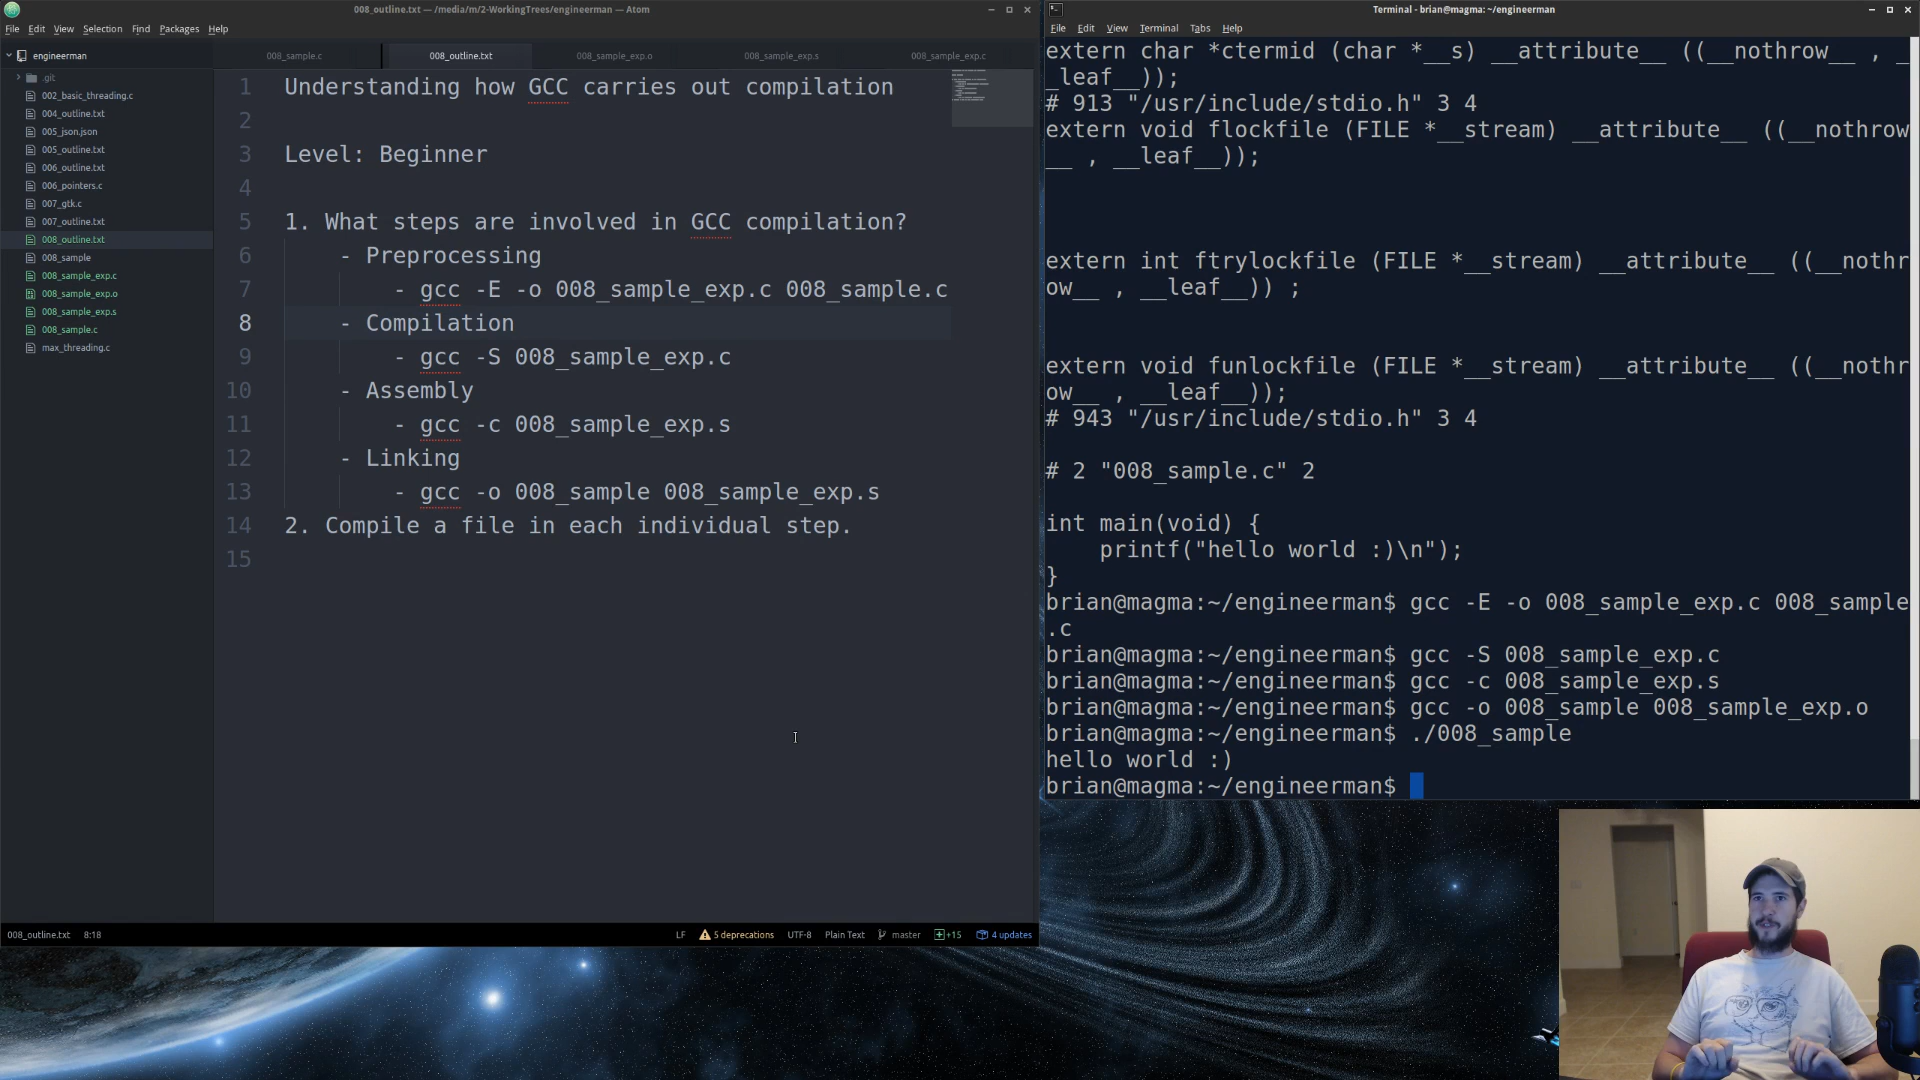 008_outline.txt — /media/m/2-WorkingTrees/engineerman — Atom
File Edit View Selection Find Packages Help
engineerman
.git
002_basic_threading.c
004_outline.txt
005_json.json
005_outline.txt
006_outline.txt
006_pointers.c
007_gtk.c
007_outline.txt
008_outline.txt
008_sample
008_sample_exp.c
008_sample_exp.o
008_sample_exp.s
008_sample.c
max_threading.c
008_sample.c 008_outline.txt 008_sample_exp.o 008_sample_exp.s 008_sample_exp.c
1 Understanding how GCC carries out compilation
2
3 Level: Beginner
4
5 1. What steps are involved in GCC compilation?
6 - Preprocessing
7 - gcc -E -o 008_sample_exp.c 008_sample.c
8 - Compilation
9 - gcc -S 008_sample_exp.c
10 - Assembly
11 - gcc -c 008_sample_exp.s
12 - Linking
13 - gcc -o 008_sample 008_sample_exp.s
14 2. Compile a file in each individual step.
15
008_outline.txt 8:18 LF 5 deprecations UTF-8 Plain Text master +15 4 updates
Terminal - brian@magma: ~/engineerman
File Edit View Terminal Tabs Help
extern char *ctermid (char *__s) __attribute__ ((__nothrow__ , _
_leaf__));
# 913 "/usr/include/stdio.h" 3 4
extern void flockfile (FILE *__stream) __attribute__ ((__nothrow
__ , __leaf__));
extern int ftrylockfile (FILE *__stream) __attribute__ ((__nothr
ow__ , __leaf__)) ;
extern void funlockfile (FILE *__stream) __attribute__ ((__nothr
ow__ , __leaf__));
# 943 "/usr/include/stdio.h" 3 4
# 2 "008_sample.c" 2
int main(void) {
printf("hello world :)\n");
}
brian@magma:~/engineerman$ gcc -E -o 008_sample_exp.c 008_sample
.c
brian@magma:~/engineerman$ gcc -S 008_sample_exp.c
brian@magma:~/engineerman$ gcc -c 008_sample_exp.s
brian@magma:~/engineerman$ gcc -o 008_sample 008_sample_exp.o
brian@magma:~/engineerman$ ./008_sample
hello world :)
brian@magma:~/engineerman$